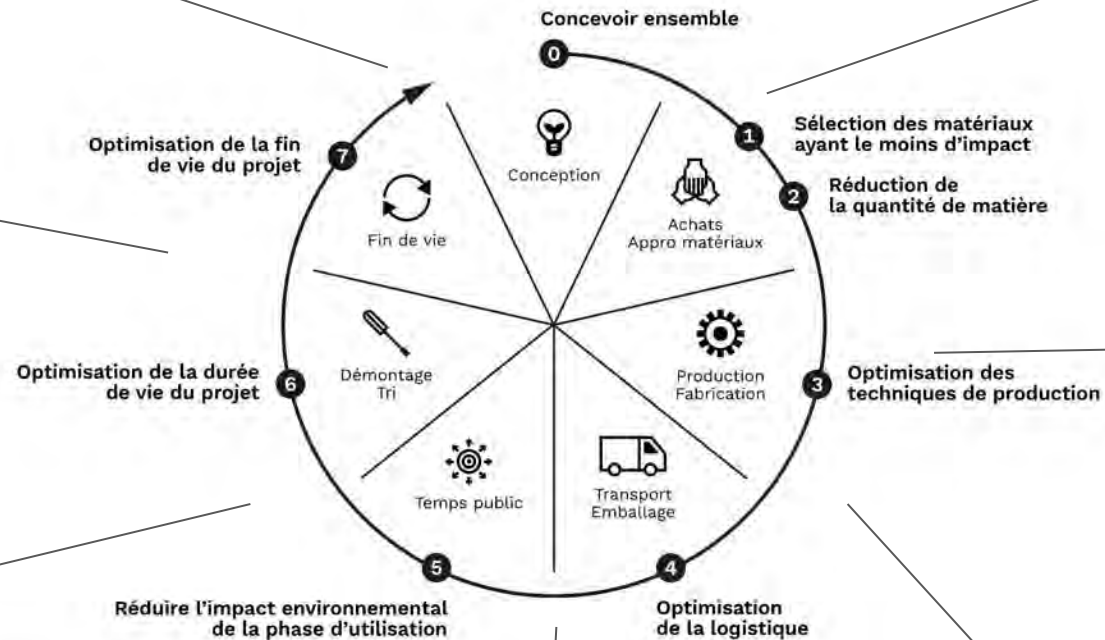 Concevoir ensemble
0
Conception
1
Sélection des matériaux
ayant le moins d'impact
2
Réduction de
la quantité de matière
Achats
Appro matériaux
3
Optimisation des
techniques de production
Production
Fabrication
4
Optimisation
de la logistique
Transport
Emballage
5
Réduire l'impact environnemental
de la phase d'utilisation
Temps public
6
Optimisation de la durée
de vie du projet
Démontage
Tri
7
Optimisation de la fin
de vie du projet
Fin de vie